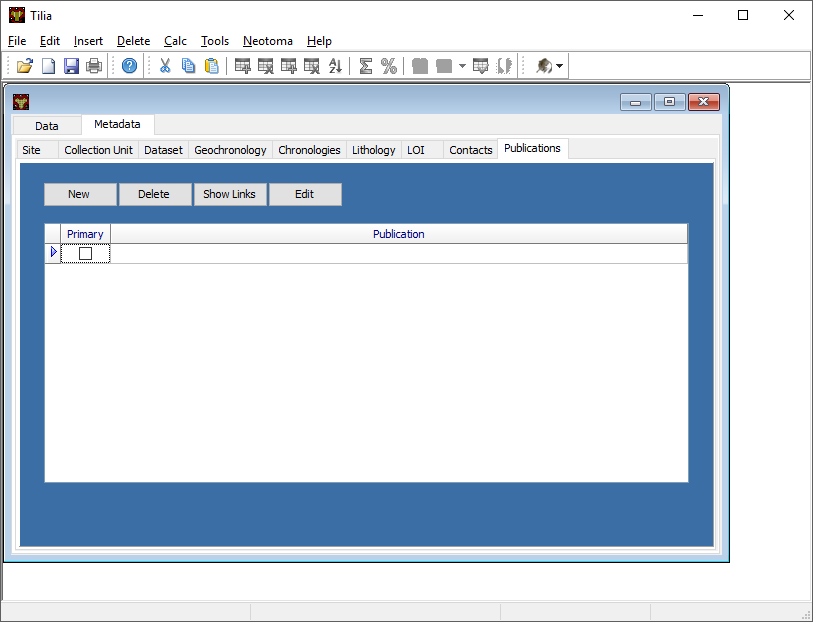 Tilia
File Edit Insert Delete Calc Tools Neotoma Help
Data Metadata
Site Collection Unit Dataset Geochronology Chronologies Lithology LOI Contacts Publications
New Delete Show Links Edit
Primary Publication